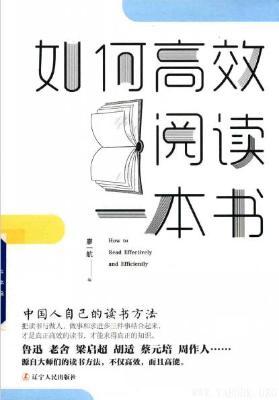 如何高效
阅读
一本书
How to
Read Effectively
and Efficiently
编
中国人自己的读书方法
把读书与做人、做事和求进步三件事结合起来，
才是真正高效的读书，才能求得真正的知识。
鲁迅 老舍 梁启超 胡适 蔡元培 周作人……
源自大师们的读书方法，不仅高效，而且高能。
辽宁人民出版社